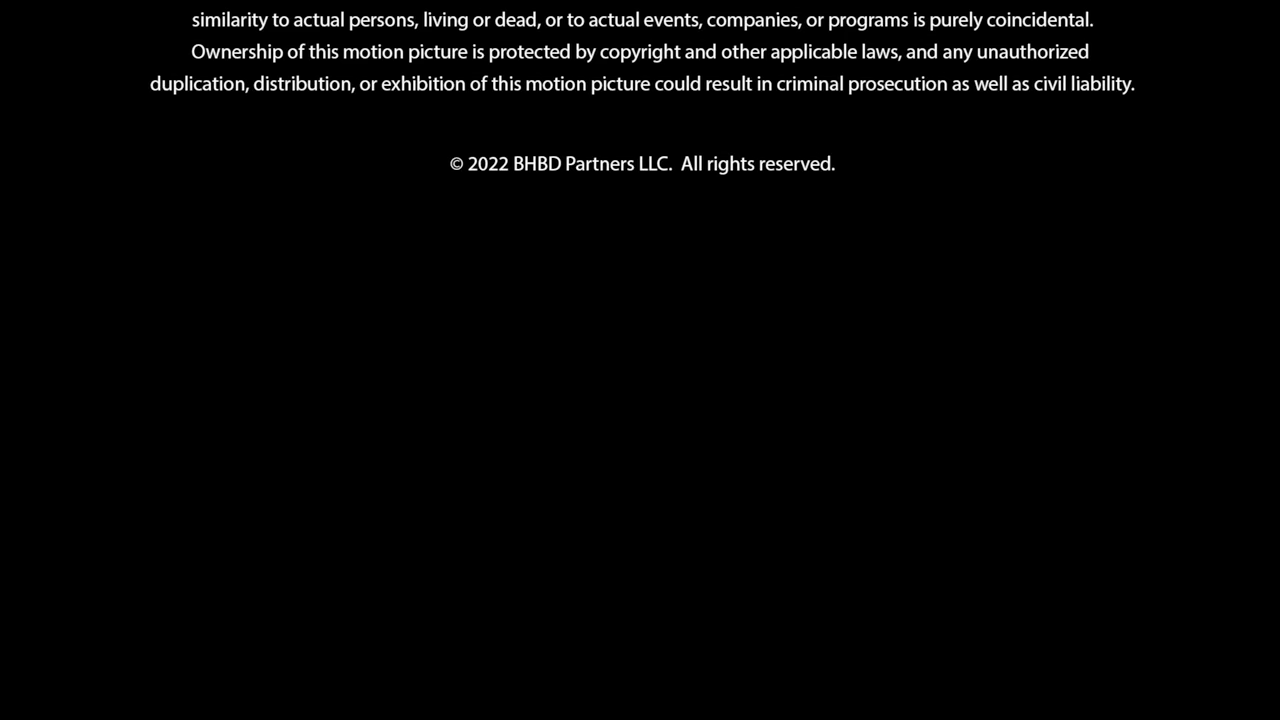 similarity to actual persons, living or dead, or to actual events, companies, or programs is purely coincidental.
Ownership of this motion picture is protected by copyright and other applicable laws, and any unauthorized
duplication, distribution, or exhibition of this motion picture could result in criminal prosecution as well as civil liability.
© 2022 BHBD Partners LLC.  All rights reserved.